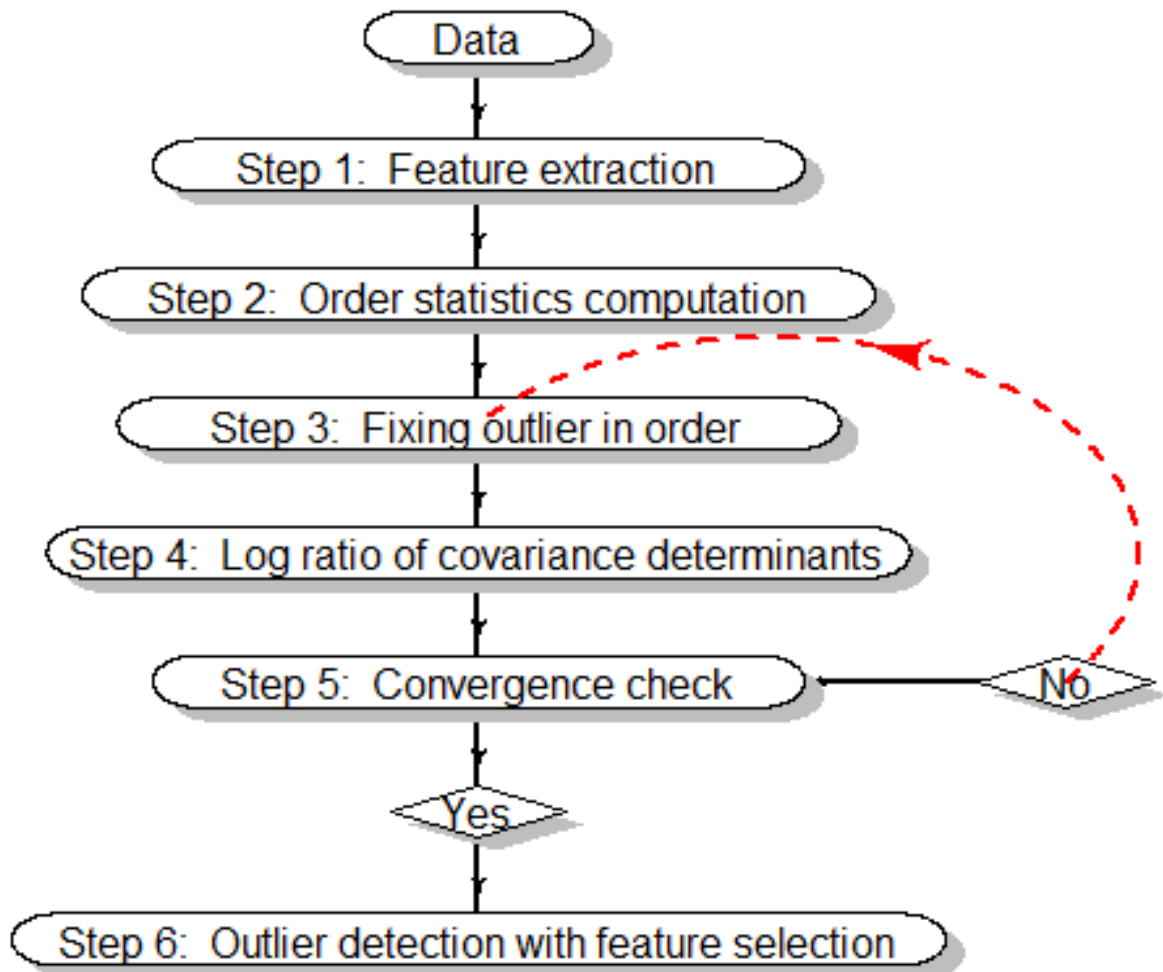 Data
Step 1: Feature extraction
Step 2: Order statistics computation
Step 3: Fixing outlier in order
Step 4: Log ratio of covariance determinants
Step 5: Convergence check
No
Yes
Step 6: Outlier detection with feature selection